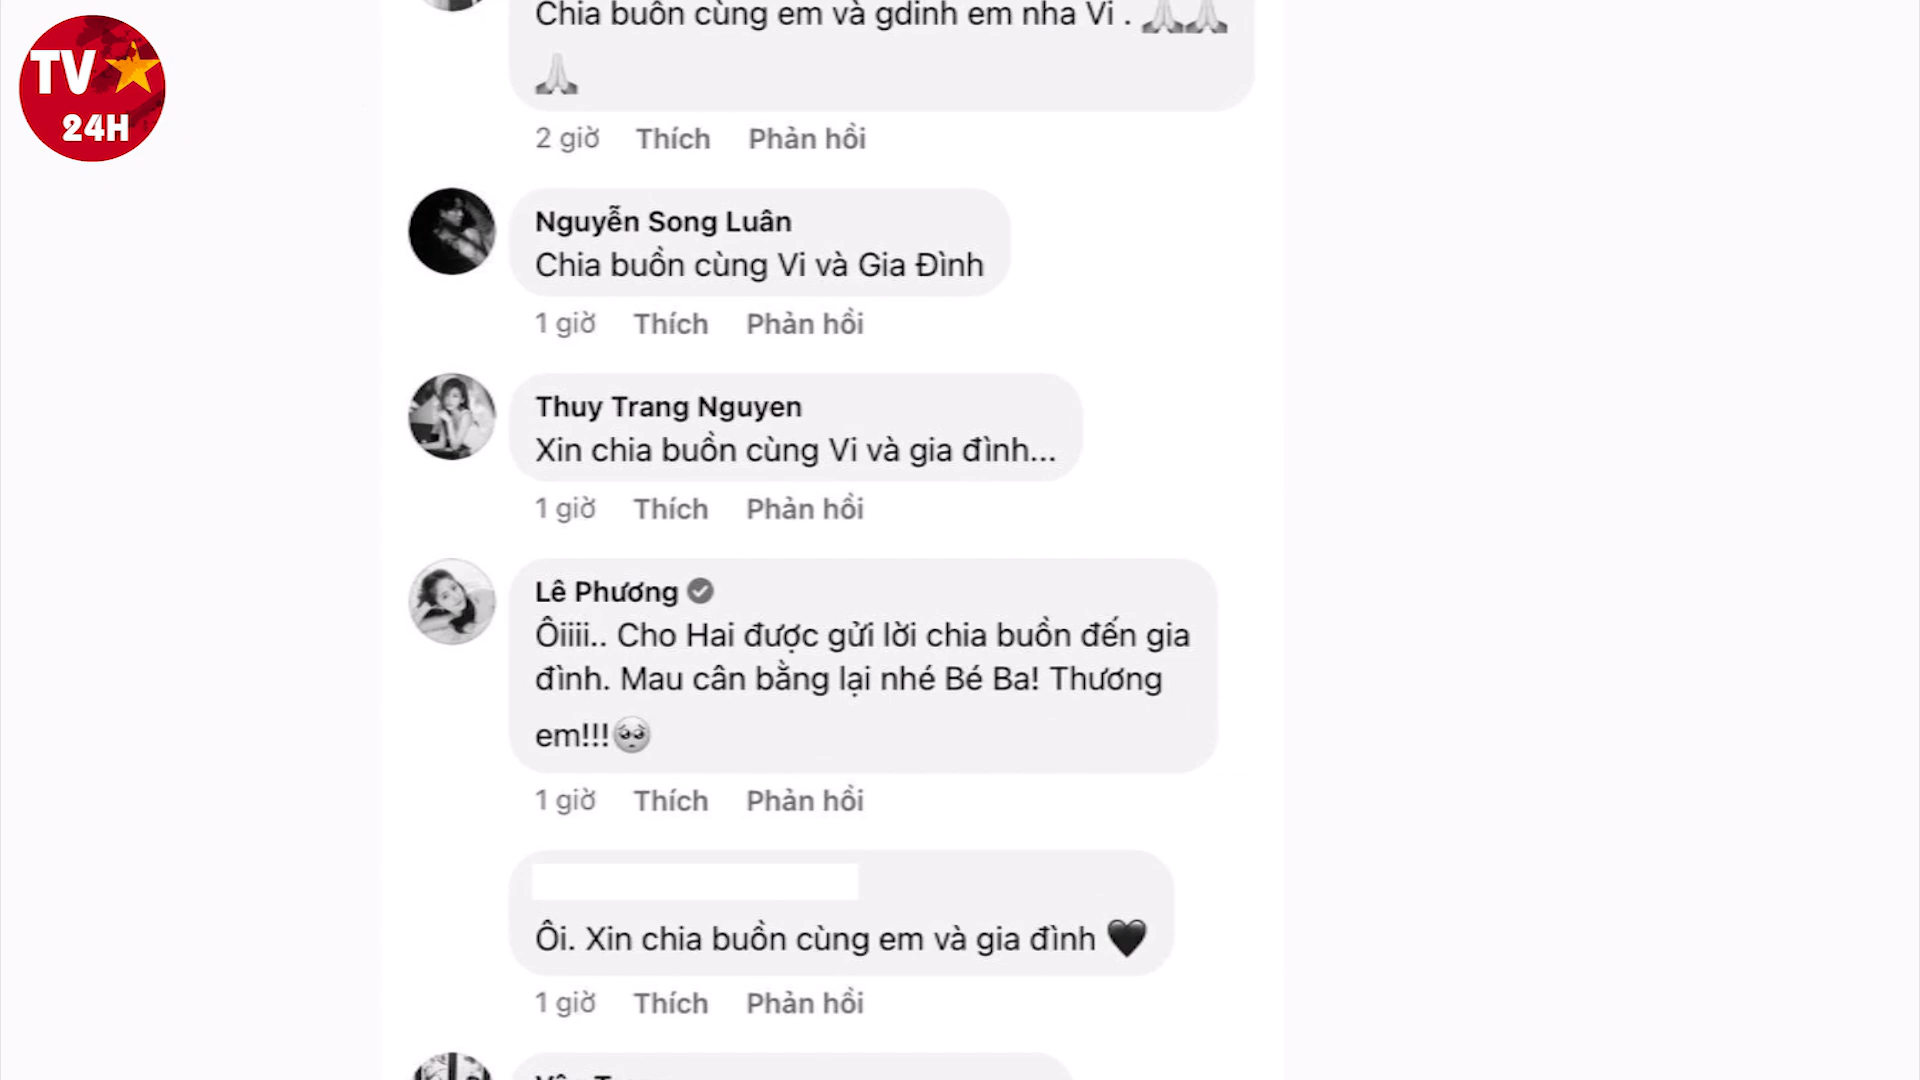 TV
24H
Chia buồn cùng em và gdinh em nha Vi . 🙏🙏
🙏
2 giờ Thích Phản hồi
Nguyễn Song Luân
Chia buồn cùng Vi và Gia Đình
1 giờ Thích Phản hồi
Thuy Trang Nguyen
Xin chia buồn cùng Vi và gia đình...
1 giờ Thích Phản hồi
Lê Phương
Ôiiii.. Cho Hai được gửi lời chia buồn đến gia
đình. Mau cân bằng lại nhé Bé Ba! Thương
em!!!🥺
1 giờ Thích Phản hồi
Ôi. Xin chia buồn cùng em và gia đình 🖤
1 giờ Thích Phản hồi